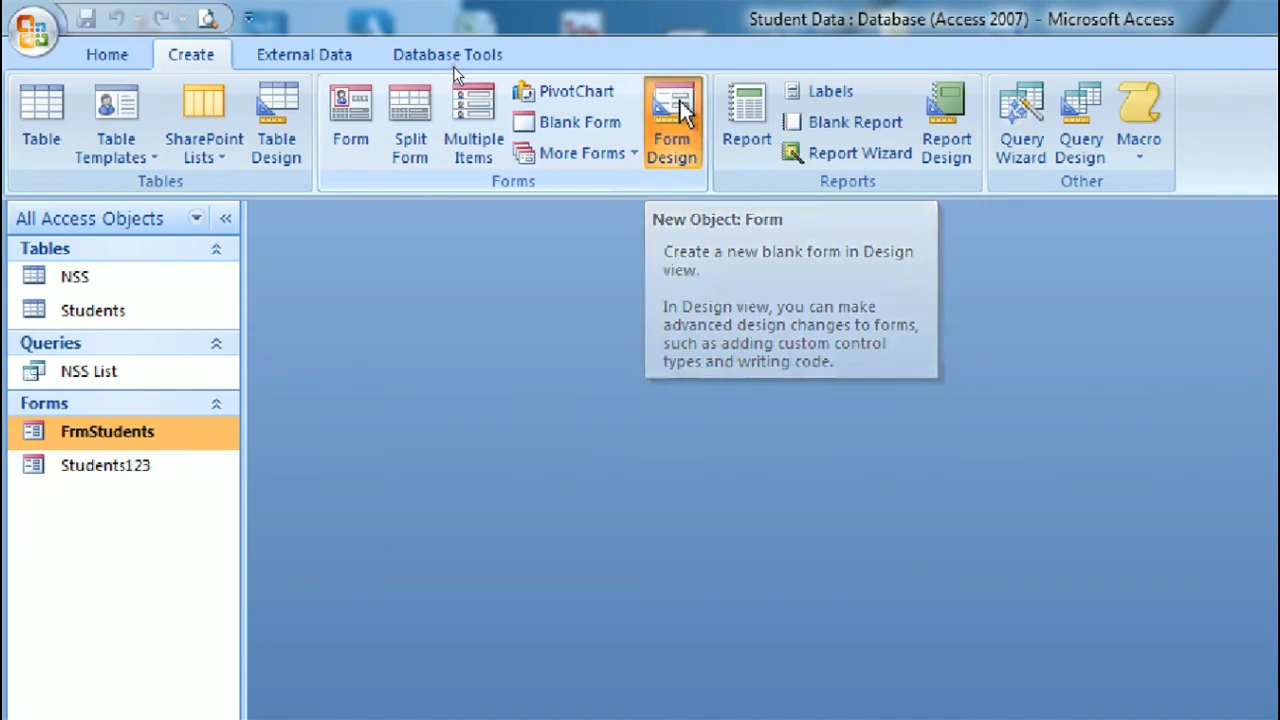 Student Data : Database (Access 2007) - Microsoft Access
Home Create External Data Database Tools
Table
Table Templates
SharePoint Lists
Table Design
Tables
Form
Split Form
Multiple Items
PivotChart
Blank Form
More Forms
Form Design
Forms
Report
Labels
Blank Report
Report Wizard
Report Design
Reports
Query Wizard
Query Design
Macro
Other
All Access Objects
Tables
NSS
Students
Queries
NSS List
Forms
FrmStudents
Students123
New Object: Form
Create a new blank form in Design
view.
In Design view, you can make
advanced design changes to forms,
such as adding custom control
types and writing code.